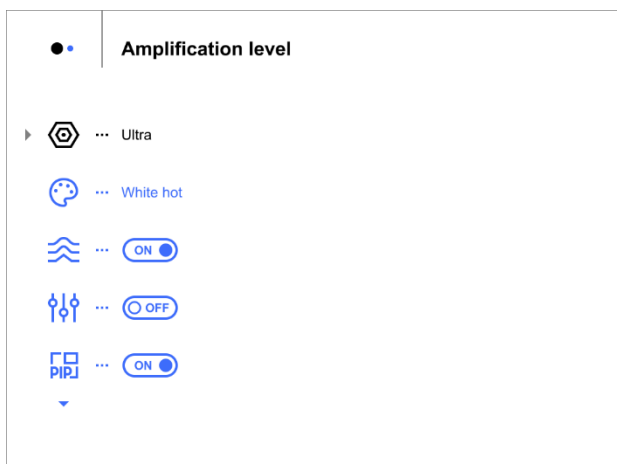 Amplification level
... Ultra
... White hot
... ON
... OFF
PIP ... ON